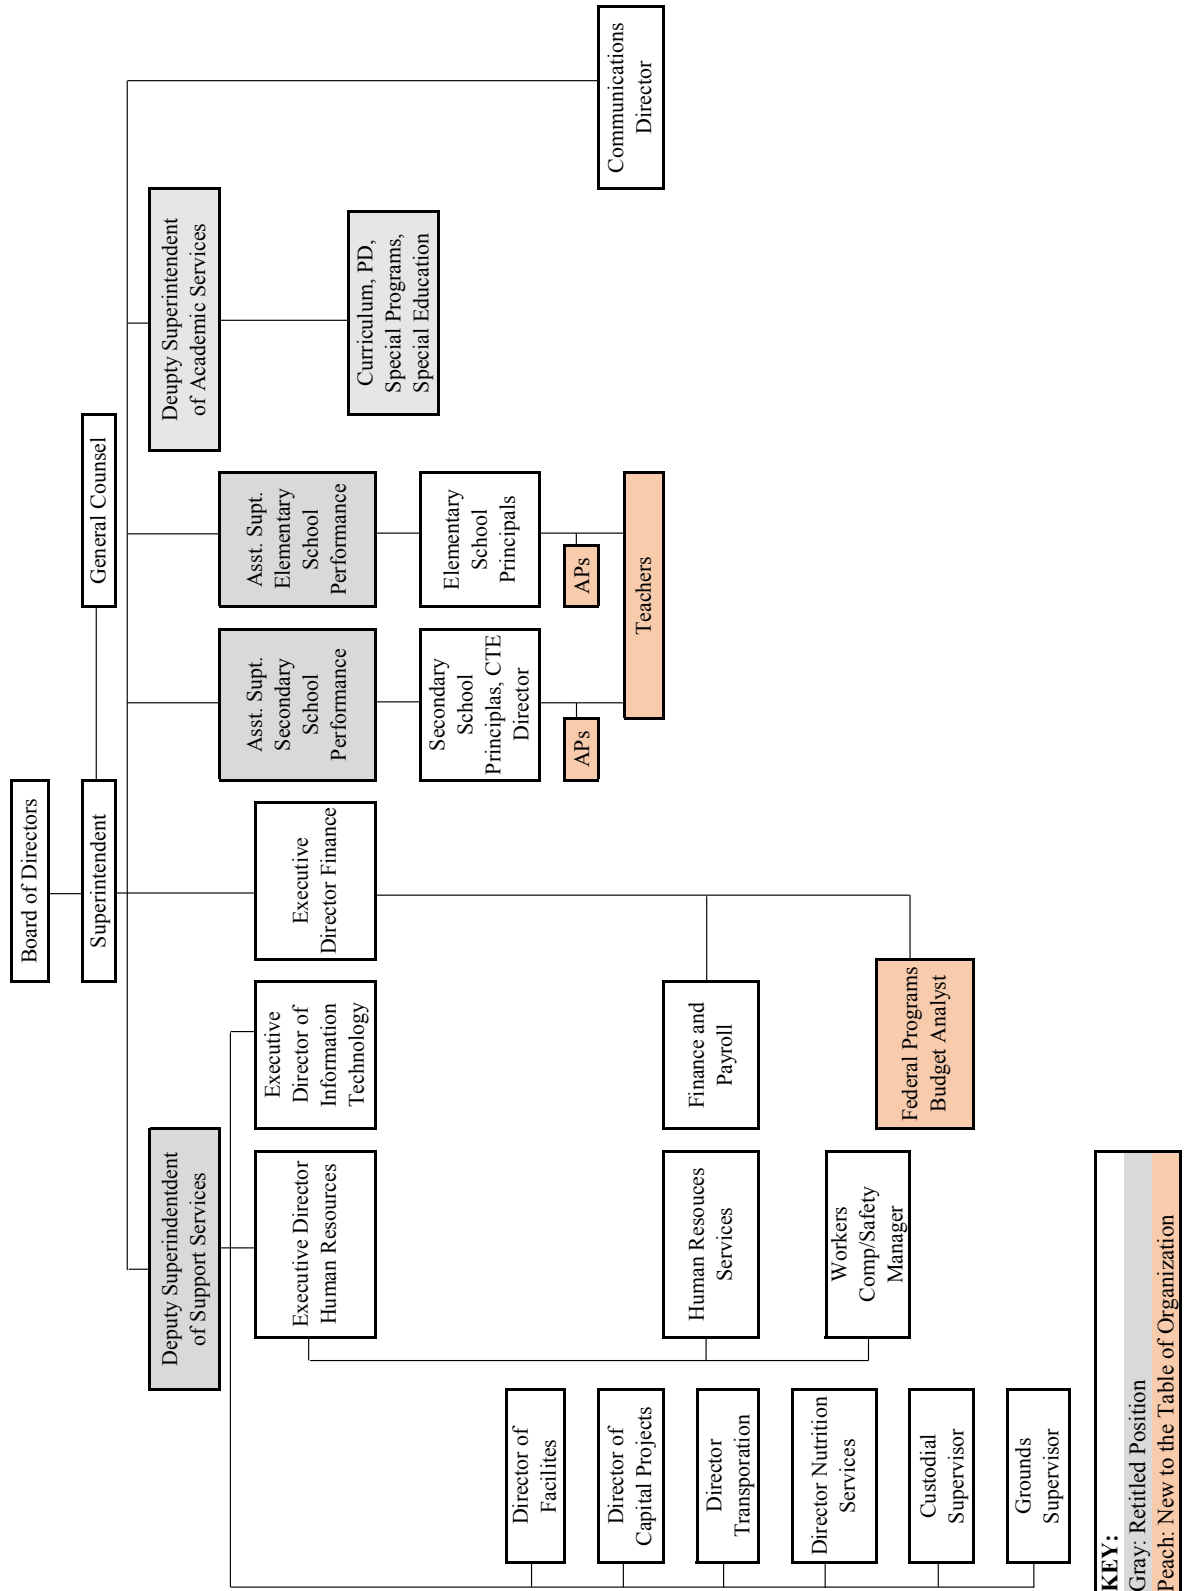 Board of Directors
Superintendent
General Counsel
Deputy Superindentdent
of Support Services
Deupty Superintendent
of Academic Services
Executive Director
Human Resources
Executive
Director of
Information
Technology
Executive
Director Finance
Asst. Supt.
Secondary
School
Performance
Asst. Supt.
Elementary
School
Performance
Curriculum, PD,
Special Programs,
Special Education
Secondary
School
Principlas, CTE
Director
Elementary
School
Principals
APs
APs
Teachers
Communications
Director
Director of
Facilites
Director of
Capital Projects
Director
Transporation
Director Nutrition
Services
Custodial
Supervisor
Grounds
Supervisor
Human Resouces
Services
Workers
Comp/Safety
Manager
Finance and
Payroll
Federal Programs
Budget Analyst
KEY:
Gray: Retitled Position
Peach: New to the Table of Organization